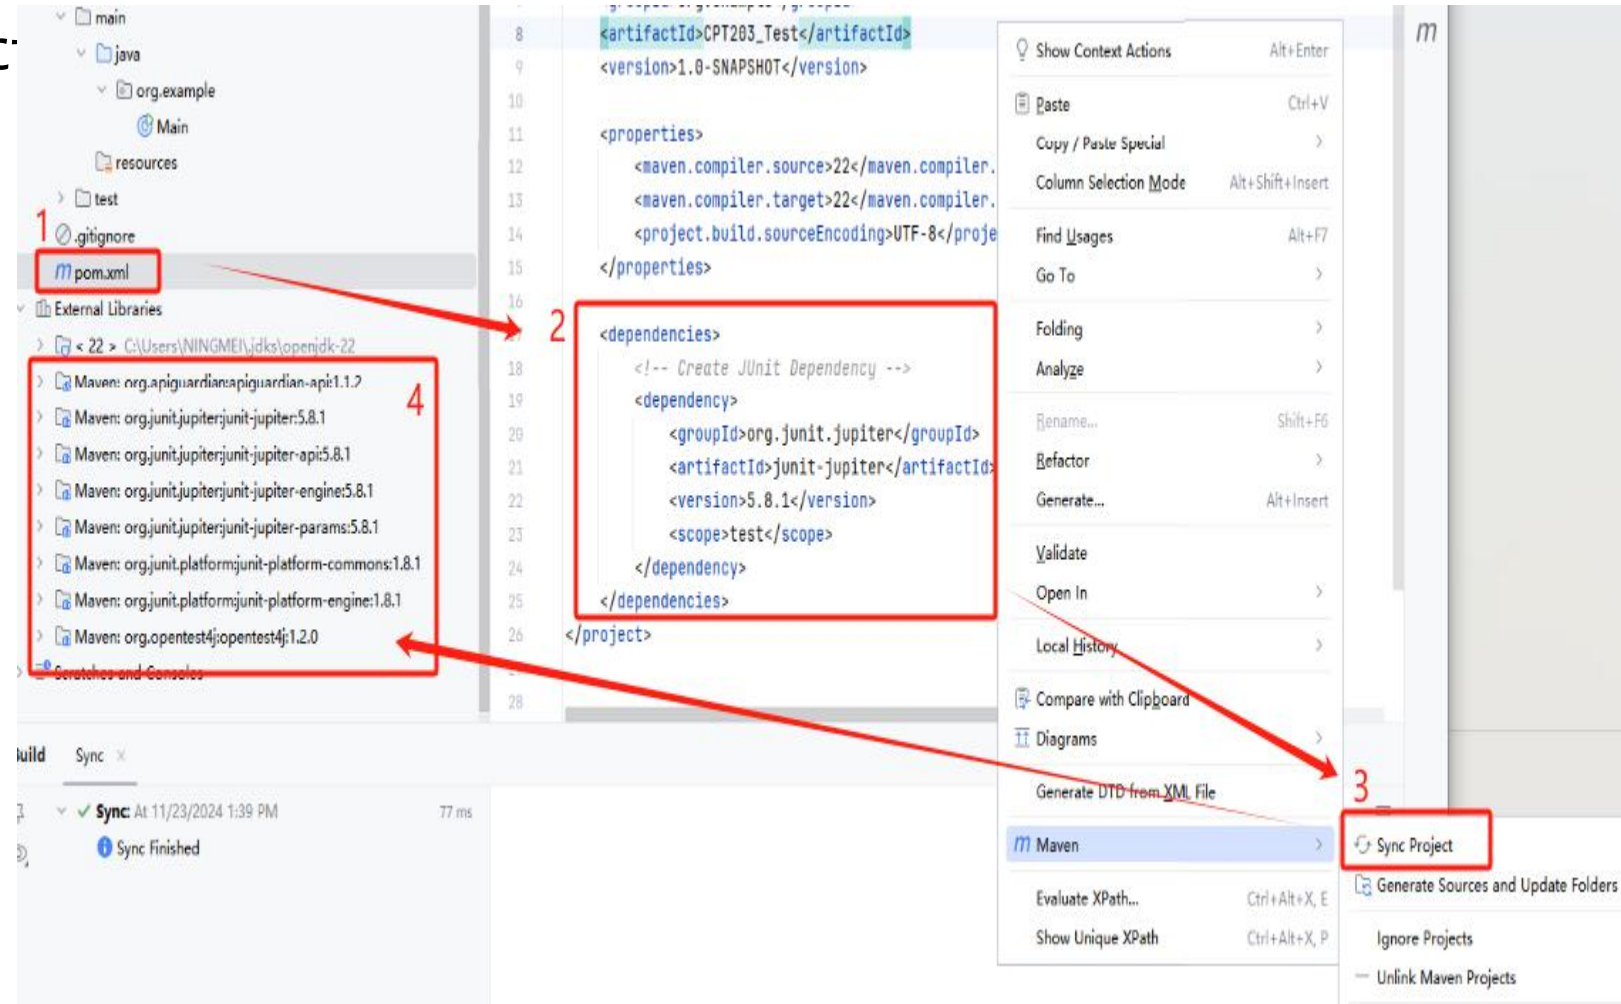 main
java
org.example
Main
resources
test
1
.gitignore
m pom.xml
External Libraries
< 22 > C:\Users\NINGMEI\.jdks\openjdk-22
4
Maven: org.apiguardian:apiguardian-api:1.1.2
Maven: org.junit.jupiter:junit-jupiter:5.8.1
Maven: org.junit.jupiter:junit-jupiter-api:5.8.1
Maven: org.junit.jupiter:junit-jupiter-engine:5.8.1
Maven: org.junit.jupiter:junit-jupiter-params:5.8.1
Maven: org.junit.platform:junit-platform-commons:1.8.1
Maven: org.junit.platform:junit-platform-engine:1.8.1
Maven: org.opentest4j:opentest4j:1.2.0
Scratches and Consoles
8 <artifactId>CPT203_Test</artifactId>
9 <version>1.0-SNAPSHOT</version>
10
11 <properties>
12 <maven.compiler.source>22</maven.compiler.
13 <maven.compiler.target>22</maven.compiler.
14 <project.build.sourceEncoding>UTF-8</proje
15 </properties>
16
2
<dependencies>
18 <!-- Create JUnit Dependency -->
19 <dependency>
20 <groupId>org.junit.jupiter</groupId>
21 <artifactId>junit-jupiter</artifactId>
22 <version>5.8.1</version>
23 <scope>test</scope>
24 </dependency>
25 </dependencies>
26 </project>
28
m
Show Context Actions Alt+Enter
Paste Ctrl+V
Copy / Paste Special
Column Selection Mode Alt+Shift+Insert
Find Usages Alt+F7
Go To
Folding
Analyze
Rename... Shift+F6
Refactor
Generate... Alt+Insert
Validate
Open In
Local History
Compare with Clipboard
Diagrams
Generate DTD from XML File
m Maven
Evaluate XPath... Ctrl+Alt+X, E
Show Unique XPath Ctrl+Alt+X, P
3
Sync Project
Generate Sources and Update Folders
Ignore Projects
Unlink Maven Projects
Sync
Sync: At 11/23/2024 1:39 PM 77 ms
Sync Finished